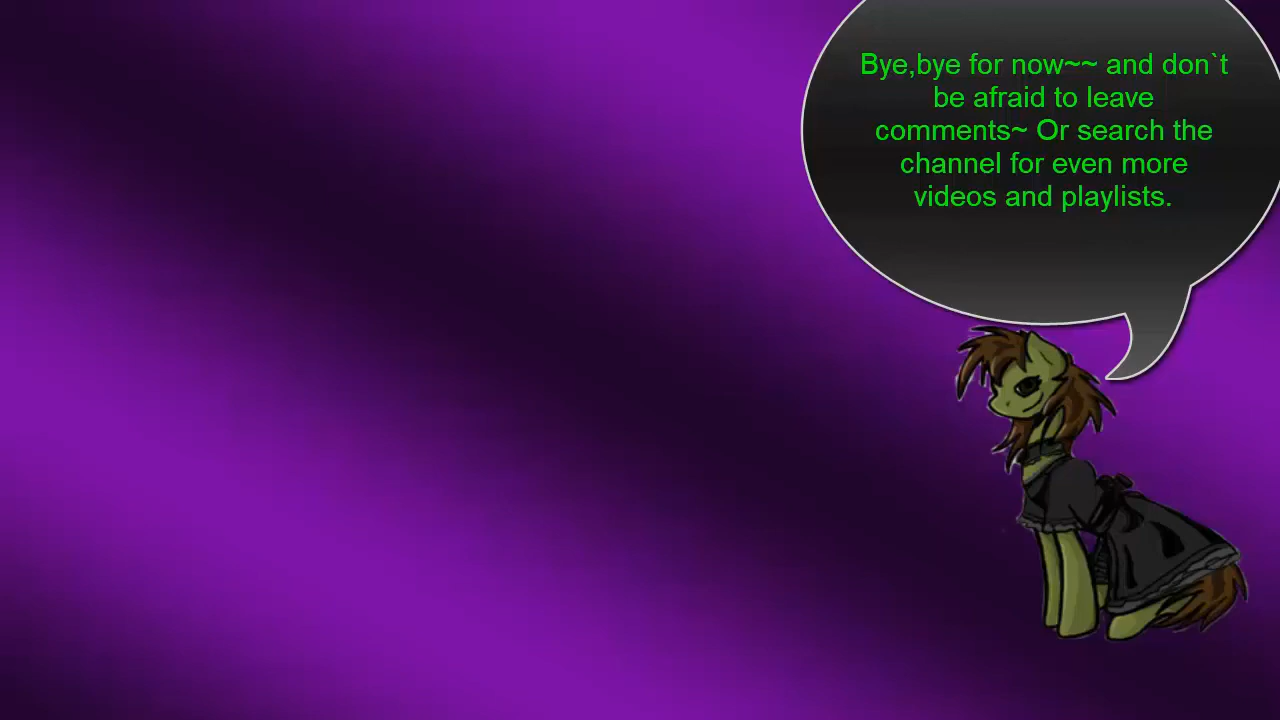 Bye,bye for now~~ and don`t
be afraid to leave
comments~ Or search the
channel for even more
videos and playlists.